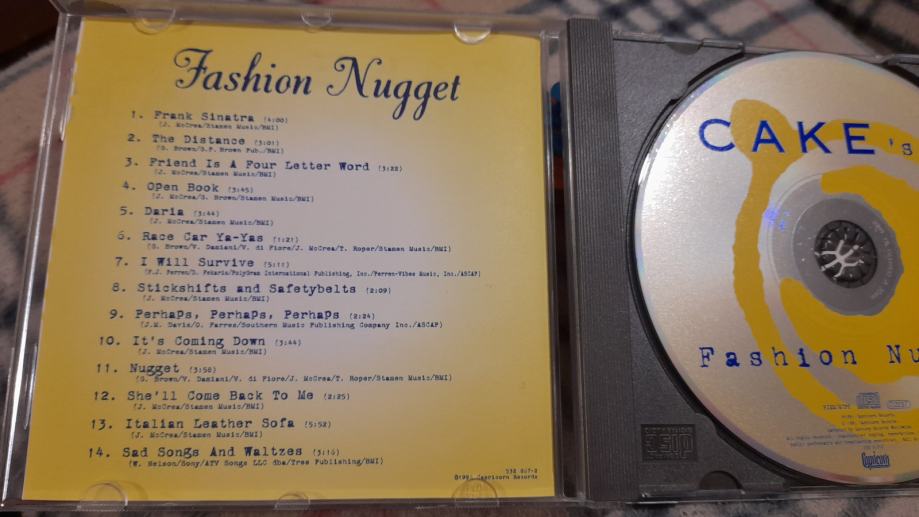 Fashion Nugget
1. Frank Sinatra (4:00)
(J. McCrea/Stamen Music/BMI)
2. The Distance (3:01)
(G. Brown/G.P. Brown Pub./BMI)
3. Friend Is A Four Letter Word (3:22)
(J. McCrea/Stamen Music/BMI)
4. Open Book (3:45)
(J. McCrea/G. Brown/Stamen Music/BMI)
5. Daria (3:44)
(J. McCrea/Stamen Music/BMI)
6. Race Car Ya-Yas (1:21)
(G. Brown/V. Damiani/V. di Fiore/J. McCrea/T. Roper/Stamen Music/BMI)
7. I Will Survive (5:11)
(F.J. Perren/D. Fekaris/PolyGram International Publishing, Inc./Perren-Vibes Music, Inc./ASCAP)
8. Stickshifts and Safetybelts (2:09)
(J. McCrea/Stamen Music/BMI)
9. Perhaps, Perhaps, Perhaps (2:24)
(J.M. Davis/O. Farres/Southern Music Publishing Company Inc./ASCAP)
10. It's Coming Down (3:44)
(J. McCrea/Stamen Music/BMI)
11. Nugget (3:58)
(G. Brown/V. Damiani/V. di Fiore/J. McCrea/T. Roper/Stamen Music/BMI)
12. She'll Come Back To Me (2:25)
(J. McCrea/Stamen Music/BMI)
13. Italian Leather Sofa (5:52)
(J. McCrea/Stamen Music/BMI)
14. Sad Songs And Waltzes (3:16)
(W. Nelson/Sony/ATV Songs LLC dba/Tree Publishing/BMI)
Capricorn Records
CAKE's
Fashion Nu
Capricorn